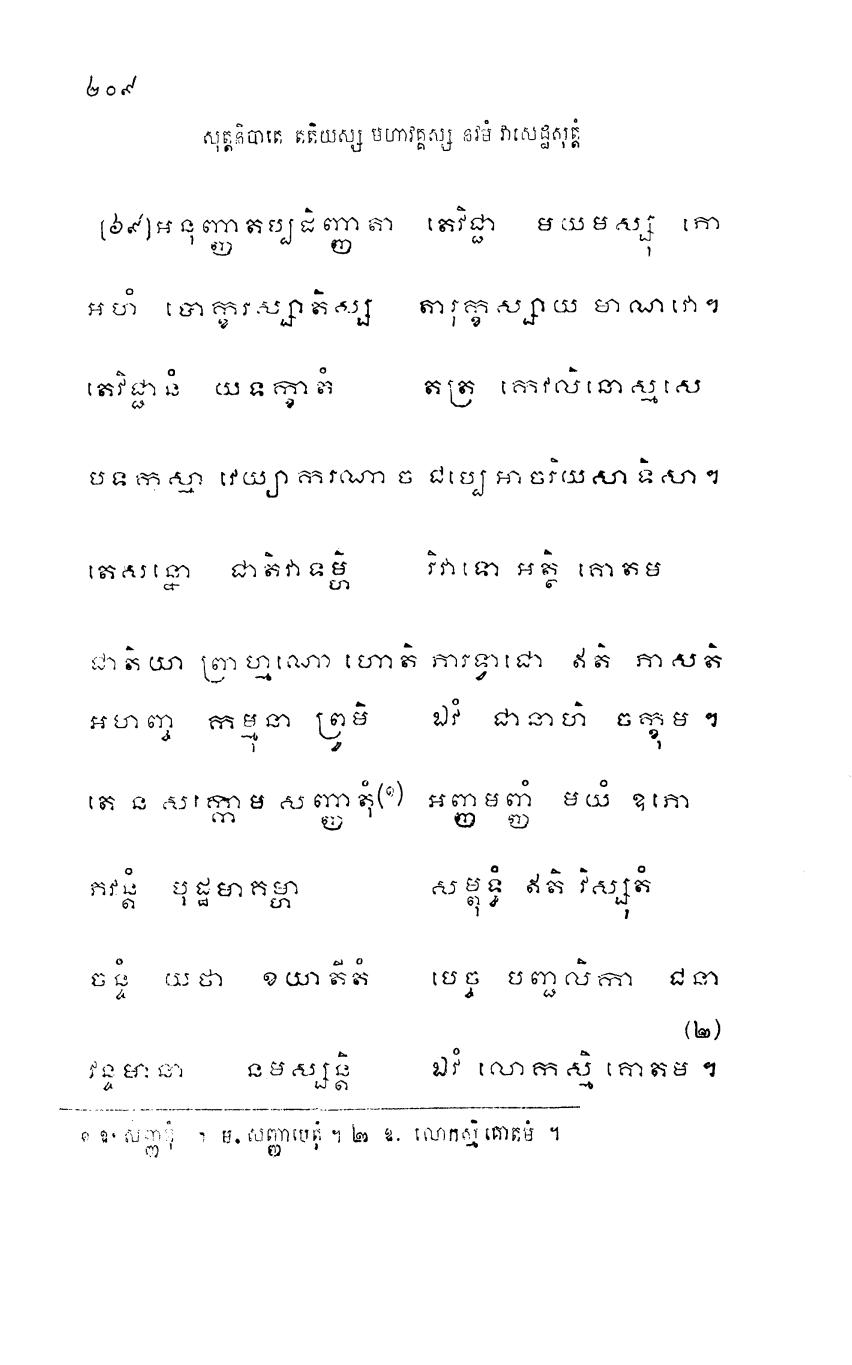 ២០៩
សុត្តនិបាតេ តតិយស្ស មហាវគ្គស្ស នវមំ វាសេដ្ឋសុត្តំ
[៦៩] អនុញ្ញាតប្បដិញ្ញាតា តេវិជ្ជា មយមស្សុ ភោ
អហំ បោក្ខរស្សាតិស្ស តារុក្ខស្សាយ មាណវោ។
តេវិជ្ជានំ យទក្ខាតំ តត្រ កេវលិនោស្មសេ
បទកស្មា វេយ្យាករណា ច ជប្បេ អាចរិយសាទិសា។
តេសន្នោ ជាតិវាទម្ហិ វិវាទោ អត្ថិ គោតម
ជាតិយា ព្រាហ្មណោ ហោតិ ភារទ្វាជោ ឥតិ ភាសតិ
អហញ្ច កម្មុនា ព្រូមិ ឯវំ ជានាហិ ចក្ខុម ។
តេ ន សក្កោម សញ្ញាតុំ(១) អញ្ញមញ្ញំ មយំ ឧភោ
ភវន្តំ បុដ្ឋមាគម្ហា សម្ពុទ្ធំ ឥតិ វិស្សុតំ
ចន្ទំ យថា ខយាតីតំ បេច្ច បញ្ជលិកា ជនា
(២)
វន្ទមានា នមស្សន្តិ ឯវំ លោកស្មិំ គោតម ។
១ ឱ. សញ្ញតុំ ។ ម. សញ្ញាបេតុំ ។ ២ ឱ. លោកស្មិំ គោតមំ ។